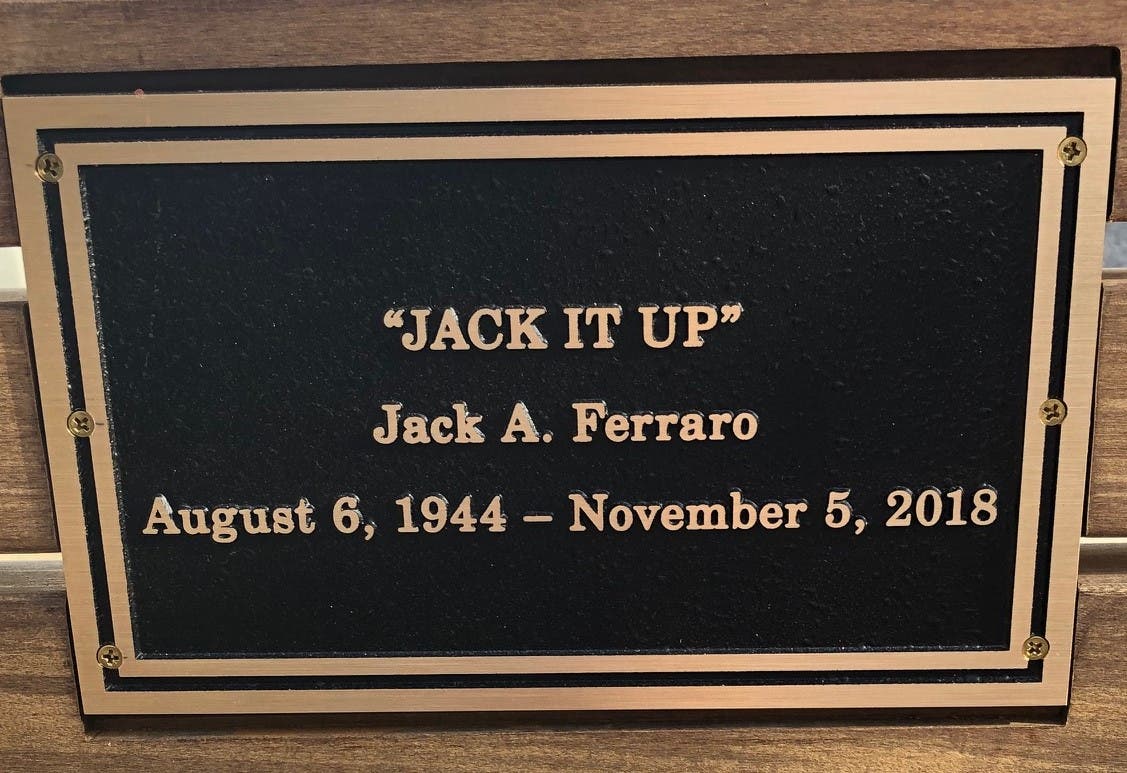 “JACK IT UP”
Jack A. Ferraro
August 6, 1944 – November 5, 2018